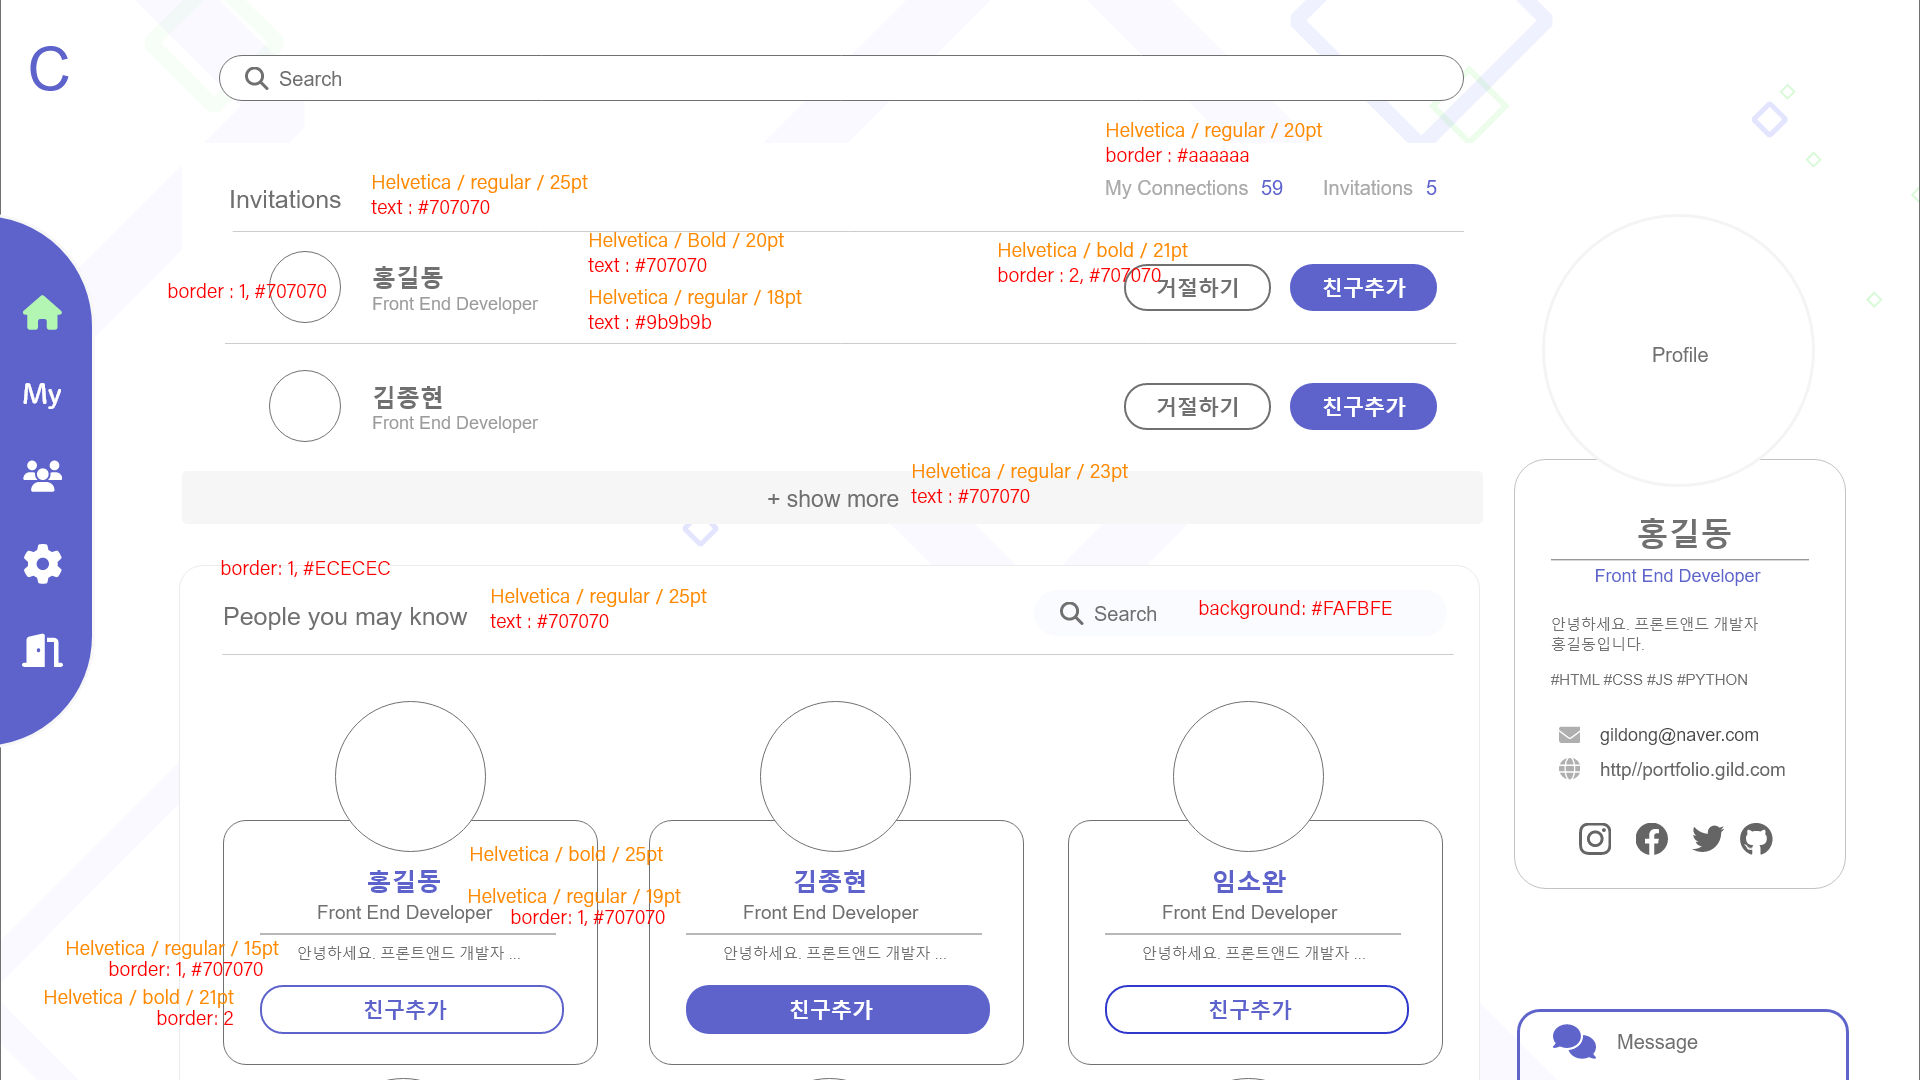 C
Search
Helvetica / regular / 20pt
border : #aaaaaa
My Connections 59 Invitations 5
Helvetica / regular / 25pt
Invitations
text : #707070
Helvetica / Bold / 20pt
text : #707070
Helvetica / bold / 21pt
border : 2, #707070
border : 1, #707070
홍길동
Front End Developer
Helvetica / regular / 18pt
text : #9b9b9b
거절하기
친구추가
My
김종현
Front End Developer
거절하기
친구추가
+ show more
Helvetica / regular / 23pt
text : #707070
border: 1, #ECECEC
People you may know
Helvetica / regular / 25pt
text : #707070
Search
background: #FAFBFE
홍길동
Helvetica / bold / 25pt
Front End Developer
Helvetica / regular / 19pt
border: 1, #707070
안녕하세요. 프론트앤드 개발자 ...
Helvetica / regular / 15pt
border: 1, #707070
친구추가
Helvetica / bold / 21pt
border: 2
김종현
Front End Developer
안녕하세요. 프론트앤드 개발자 ...
친구추가
임소완
Front End Developer
안녕하세요. 프론트앤드 개발자 ...
친구추가
Profile
홍길동
Front End Developer
안녕하세요. 프론트앤드 개발자
홍길동입니다.
#HTML #CSS #JS #PYTHON
gildong@naver.com
http//portfolio.gild.com
Message